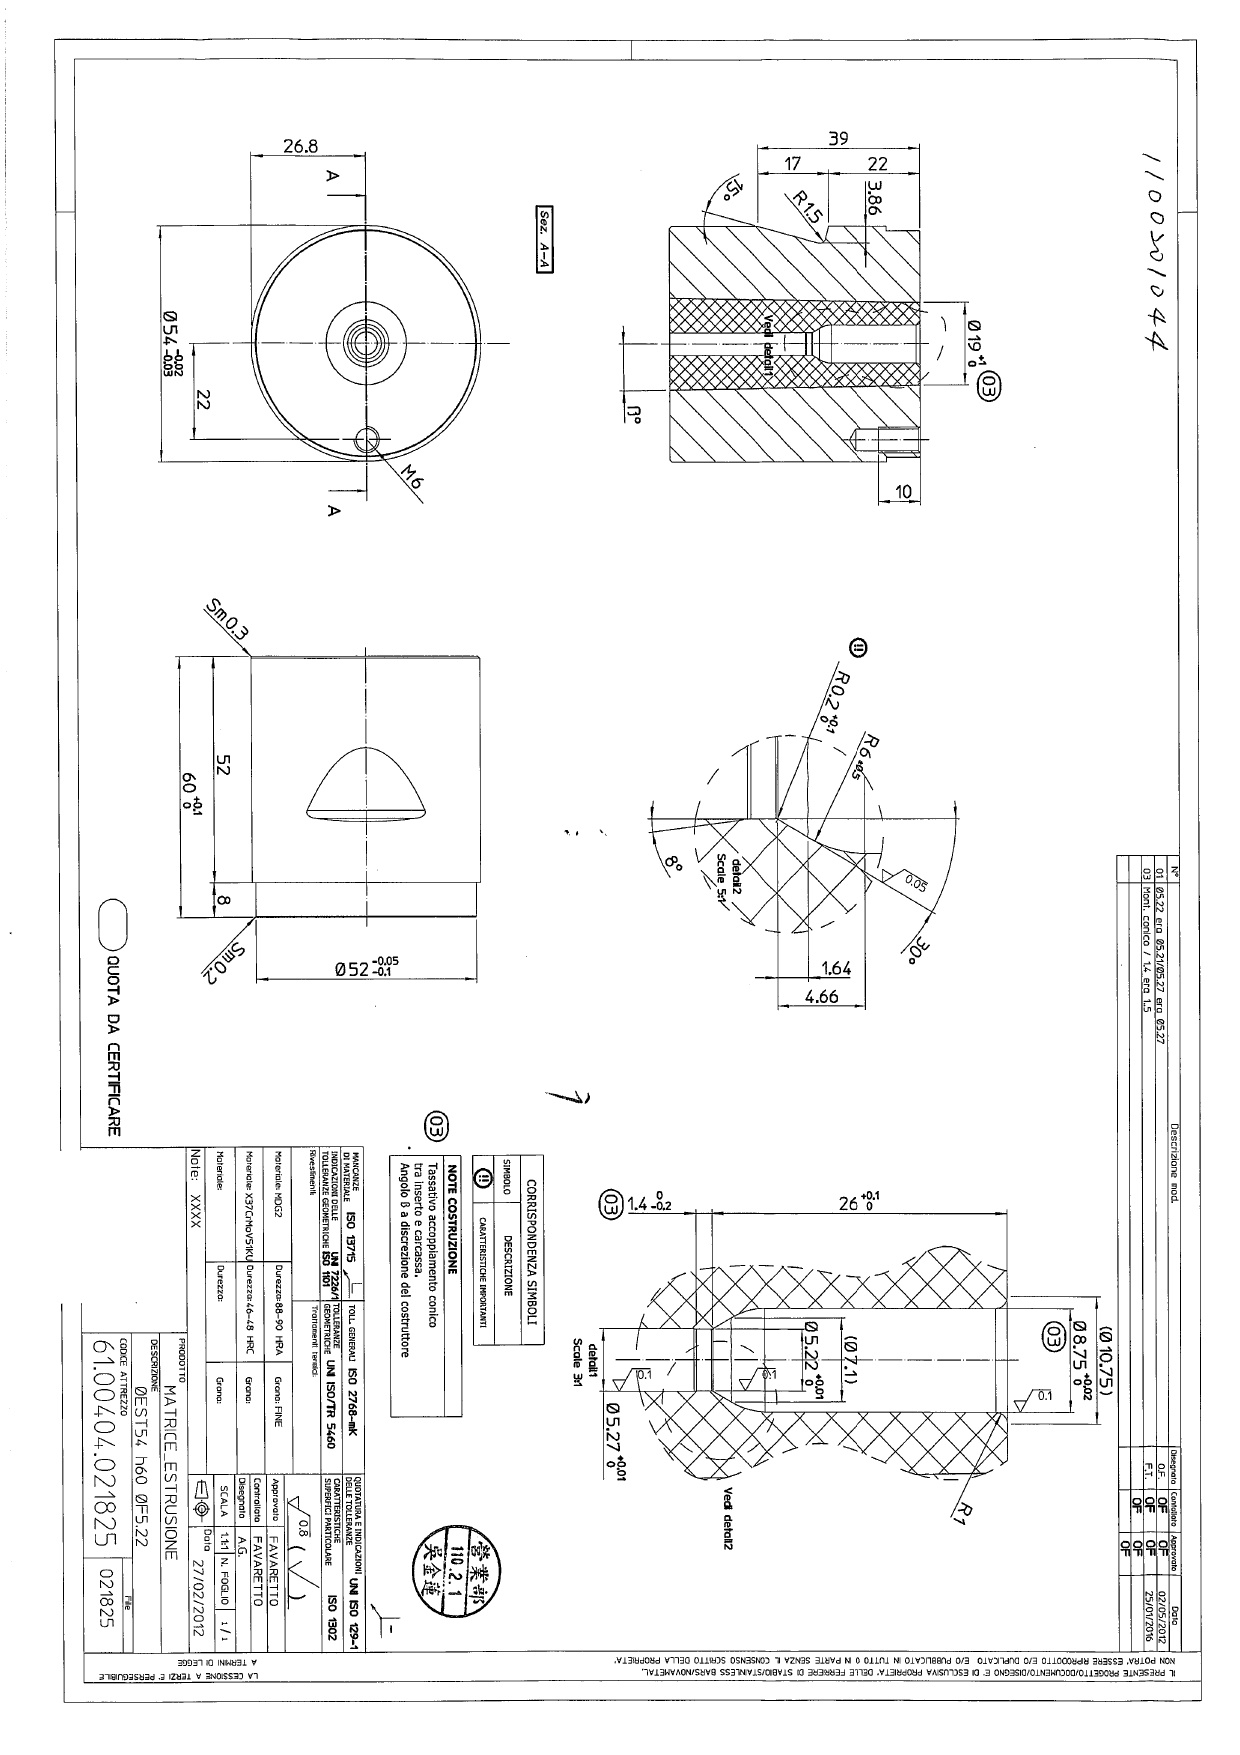 1100201044
N° Descrizione mod. Disegnato Controllato Approvato Data
01 Ø5.22 era Ø5.21/Ø5.27 era Ø5.27 O.F. OF OF 02/05/2012
03 Mont. conico / 1.4 era 1.5 F.T. OF OF 25/01/2016
OF OF
OF
39
17
22
3.86
R1.5
15°
Ø19 +1 0
03
Vedi detail1
β°
10
Sez. A-A
26.8
A
A
Ø54 -0.02 -0.03
22
M6
!!
R0.2 +0.1 0
R6 +0.5
8°
detail2
Scale 5:1
0.05
30°
1.64
4.66
Sm0.3
52
60 +0.1 0
8
Sm0.2
Ø52 -0.05 -0.1
03
1.4 0 -0.2
26 +0.1 0
(Ø10.75)
Ø8.75 +0.02 0
03
(Ø7.1)
Ø5.22 +0.01 0
Ø5.27 +0.01 0
0.1
0.1
0.1
R1
detail1
Scale 3:1
Vedi detail2
QUOTA DA CERTIFICARE
CORRISPONDENZA SIMBOLI
SIMBOLO DESCRIZIONE
!! CARATTERISTICHE IMPORTANTI
03
NOTE COSTRUZIONE
Tassativo accoppiamento conico
tra inserto e carcassa.
Angolo β a discrezione del costruttore
營業部
110.2.1
吳金蓮
MANCANZE DI MATERIALE ISO 13715
TOLL. GENERALI ISO 2768-mK
QUOTATURA E INDICAZIONI DELLE TOLLERANZE UNI ISO 129-1
INDICAZIONI DELLE TOLLERANZE GEOMETRICHE UNI 7226/1 ISO 1101
TOLLERANZE GEOMETRICHE UNI ISO/TR 5460
CARATTERISTICHE SUPERFICI PARTICOLARE ISO 1302
Rivestimenti: Trattamenti termici:
0.8
Materiale: MDG2 Durezza: 88-90 HRA Grana: FINE
Materiale: X37CrMoV51KU Durezza: 46-48 HRC Grana:
Materiale: Durezza: Grana:
Approvato FAVARETTO
Controllato FAVARETTO
Disegnato A.G.
SCALA 1:1:1 N. FOGLIO 1/1
Note: XXXX
Data 27/02/2012
PRODOTTO MATRICE_ESTRUSIONE
DESCRIZIONE ØEST54 h60 ØF5.22
CODICE ATTREZZO File
61.00404.021825 021825
IL PRESENTE PROGETTO/DOCUMENTO/DISEGNO E' DI ESCLUSIVA PROPRIETA' DELLE FERRIERE DI STABIO/STAINLESS BARS/NOVAMETAL,
NON POTRA' ESSERE RIPRODOTTO E/O DUPLICATO E/O PUBBLICATO IN TUTTO O IN PARTE SENZA IL CONSENSO SCRITTO DELLA PROPRIETA'.
LA CESSIONE A TERZI E' PERSEGUIBILE
A TERMINI DI LEGGE